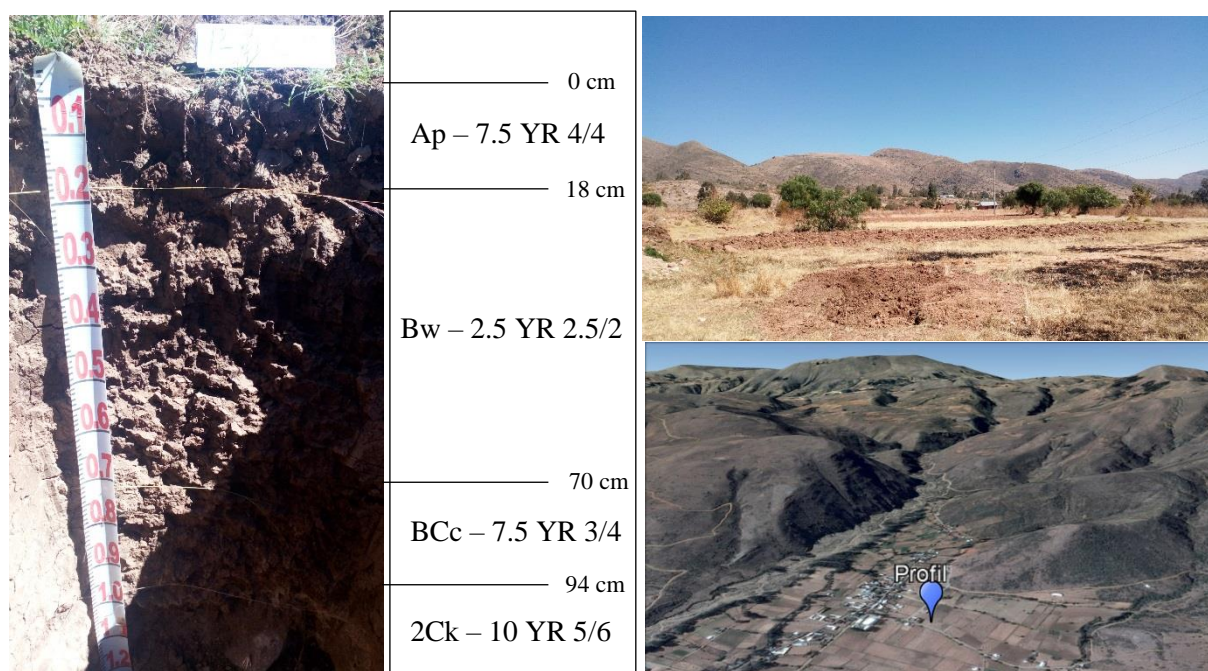 0.1
0.2
0.3
0.4
0.5
0.6
0.7
0.8
0.9
1.0
1.2
0 cm
Ap – 7.5 YR 4/4
18 cm
Bw – 2.5 YR 2.5/2
70 cm
BCc – 7.5 YR 3/4
94 cm
2Ck – 10 YR 5/6
Profil